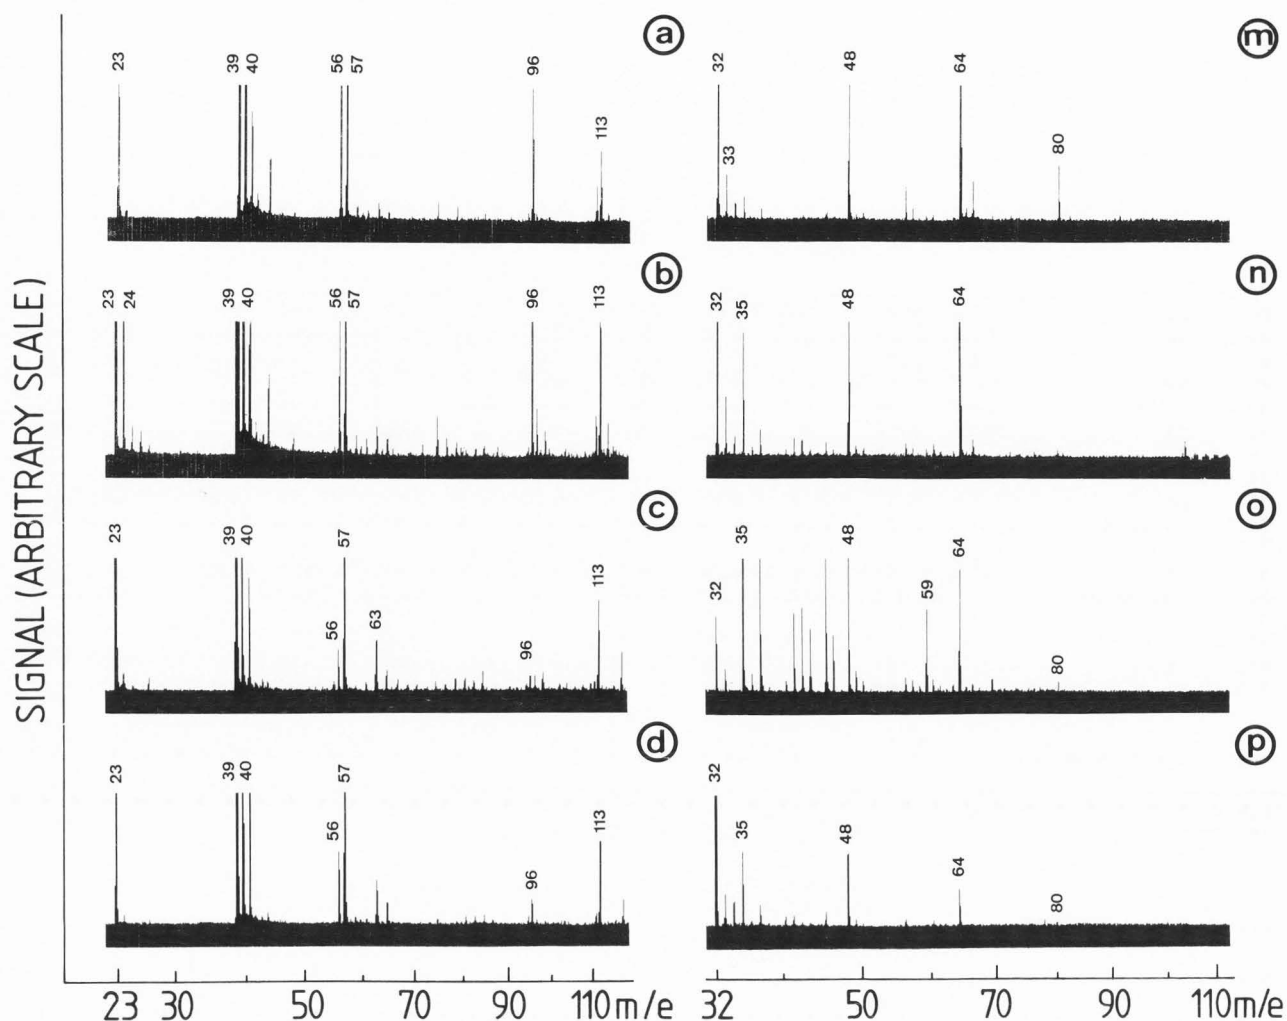 SIGNAL (ARBITRARY SCALE)
a
23 39 40 56 57 96 113
m
32 33 48 64 80
b
23 24 39 40 56 57 96 113
n
32 35 48 64
c
23 39 40 56 57 63 96 113
o
32 35 48 59 64 80
d
23 39 40 56 57 96 113
p
32 35 48 64 80
23 30 50 70 90 110 m/e
32 50 70 90 110 m/e